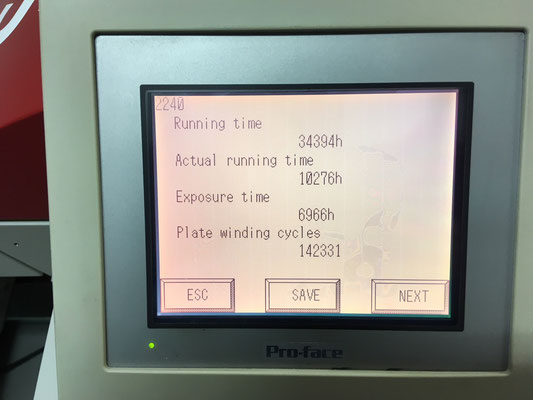 2240
Running time
34394h
Actual running time
10276h
Exposure time
6966h
Plate winding cycles
142331
ESC SAVE NEXT
Pro-face